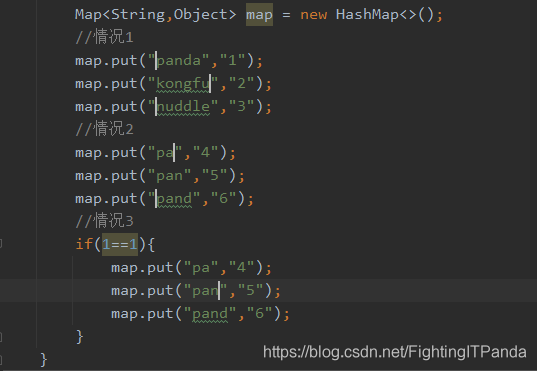 Map<String,Object> map = new HashMap<>();
//情况1
map.put("panda","1");
map.put("kongfu","2");
map.put("nuddle","3");
//情况2
map.put("pa","4");
map.put("pan","5");
map.put("pand","6");
//情况3
if(1==1){
map.put("pa","4");
map.put("pan","5");
map.put("pand","6");
}
}
https://blog.csdn.net/FightingITPanda